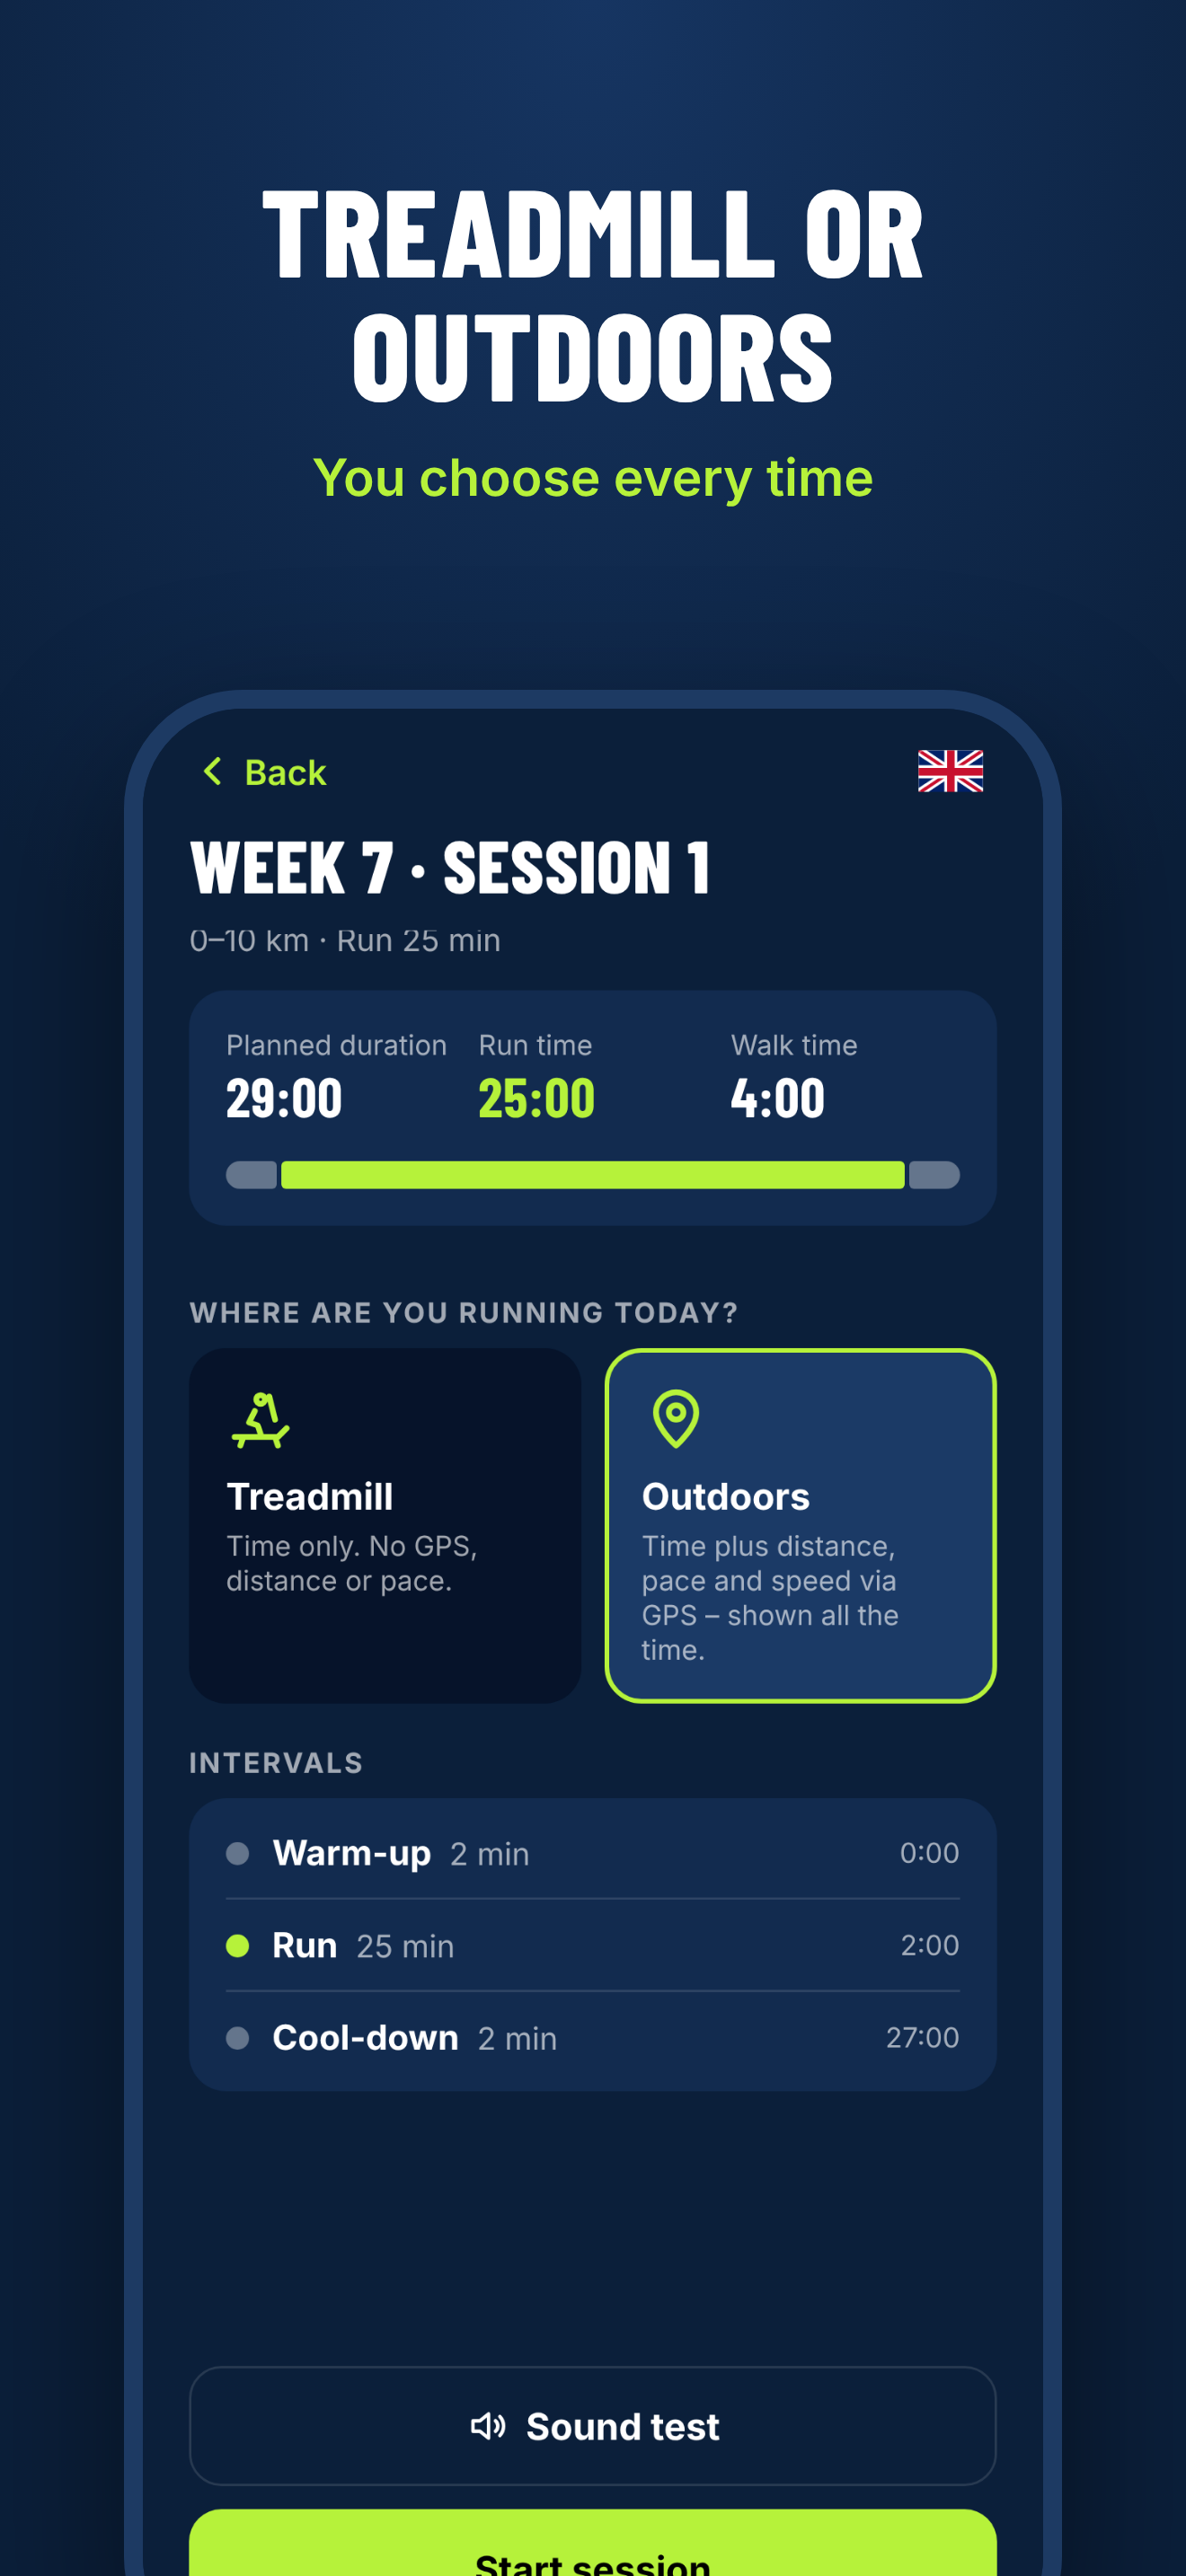 TREADMILL OR
OUTDOORS
You choose every time
Back
WEEK 7 · SESSION 1
0–10 km · Run 25 min
Planned duration Run time Walk time
29:00 25:00 4:00
WHERE ARE YOU RUNNING TODAY?
Treadmill
Time only. No GPS,
distance or pace.
Outdoors
Time plus distance,
pace and speed via
GPS – shown all the
time.
INTERVALS
Warm-up 2 min 0:00
Run 25 min 2:00
Cool-down 2 min 27:00
Sound test
Start session